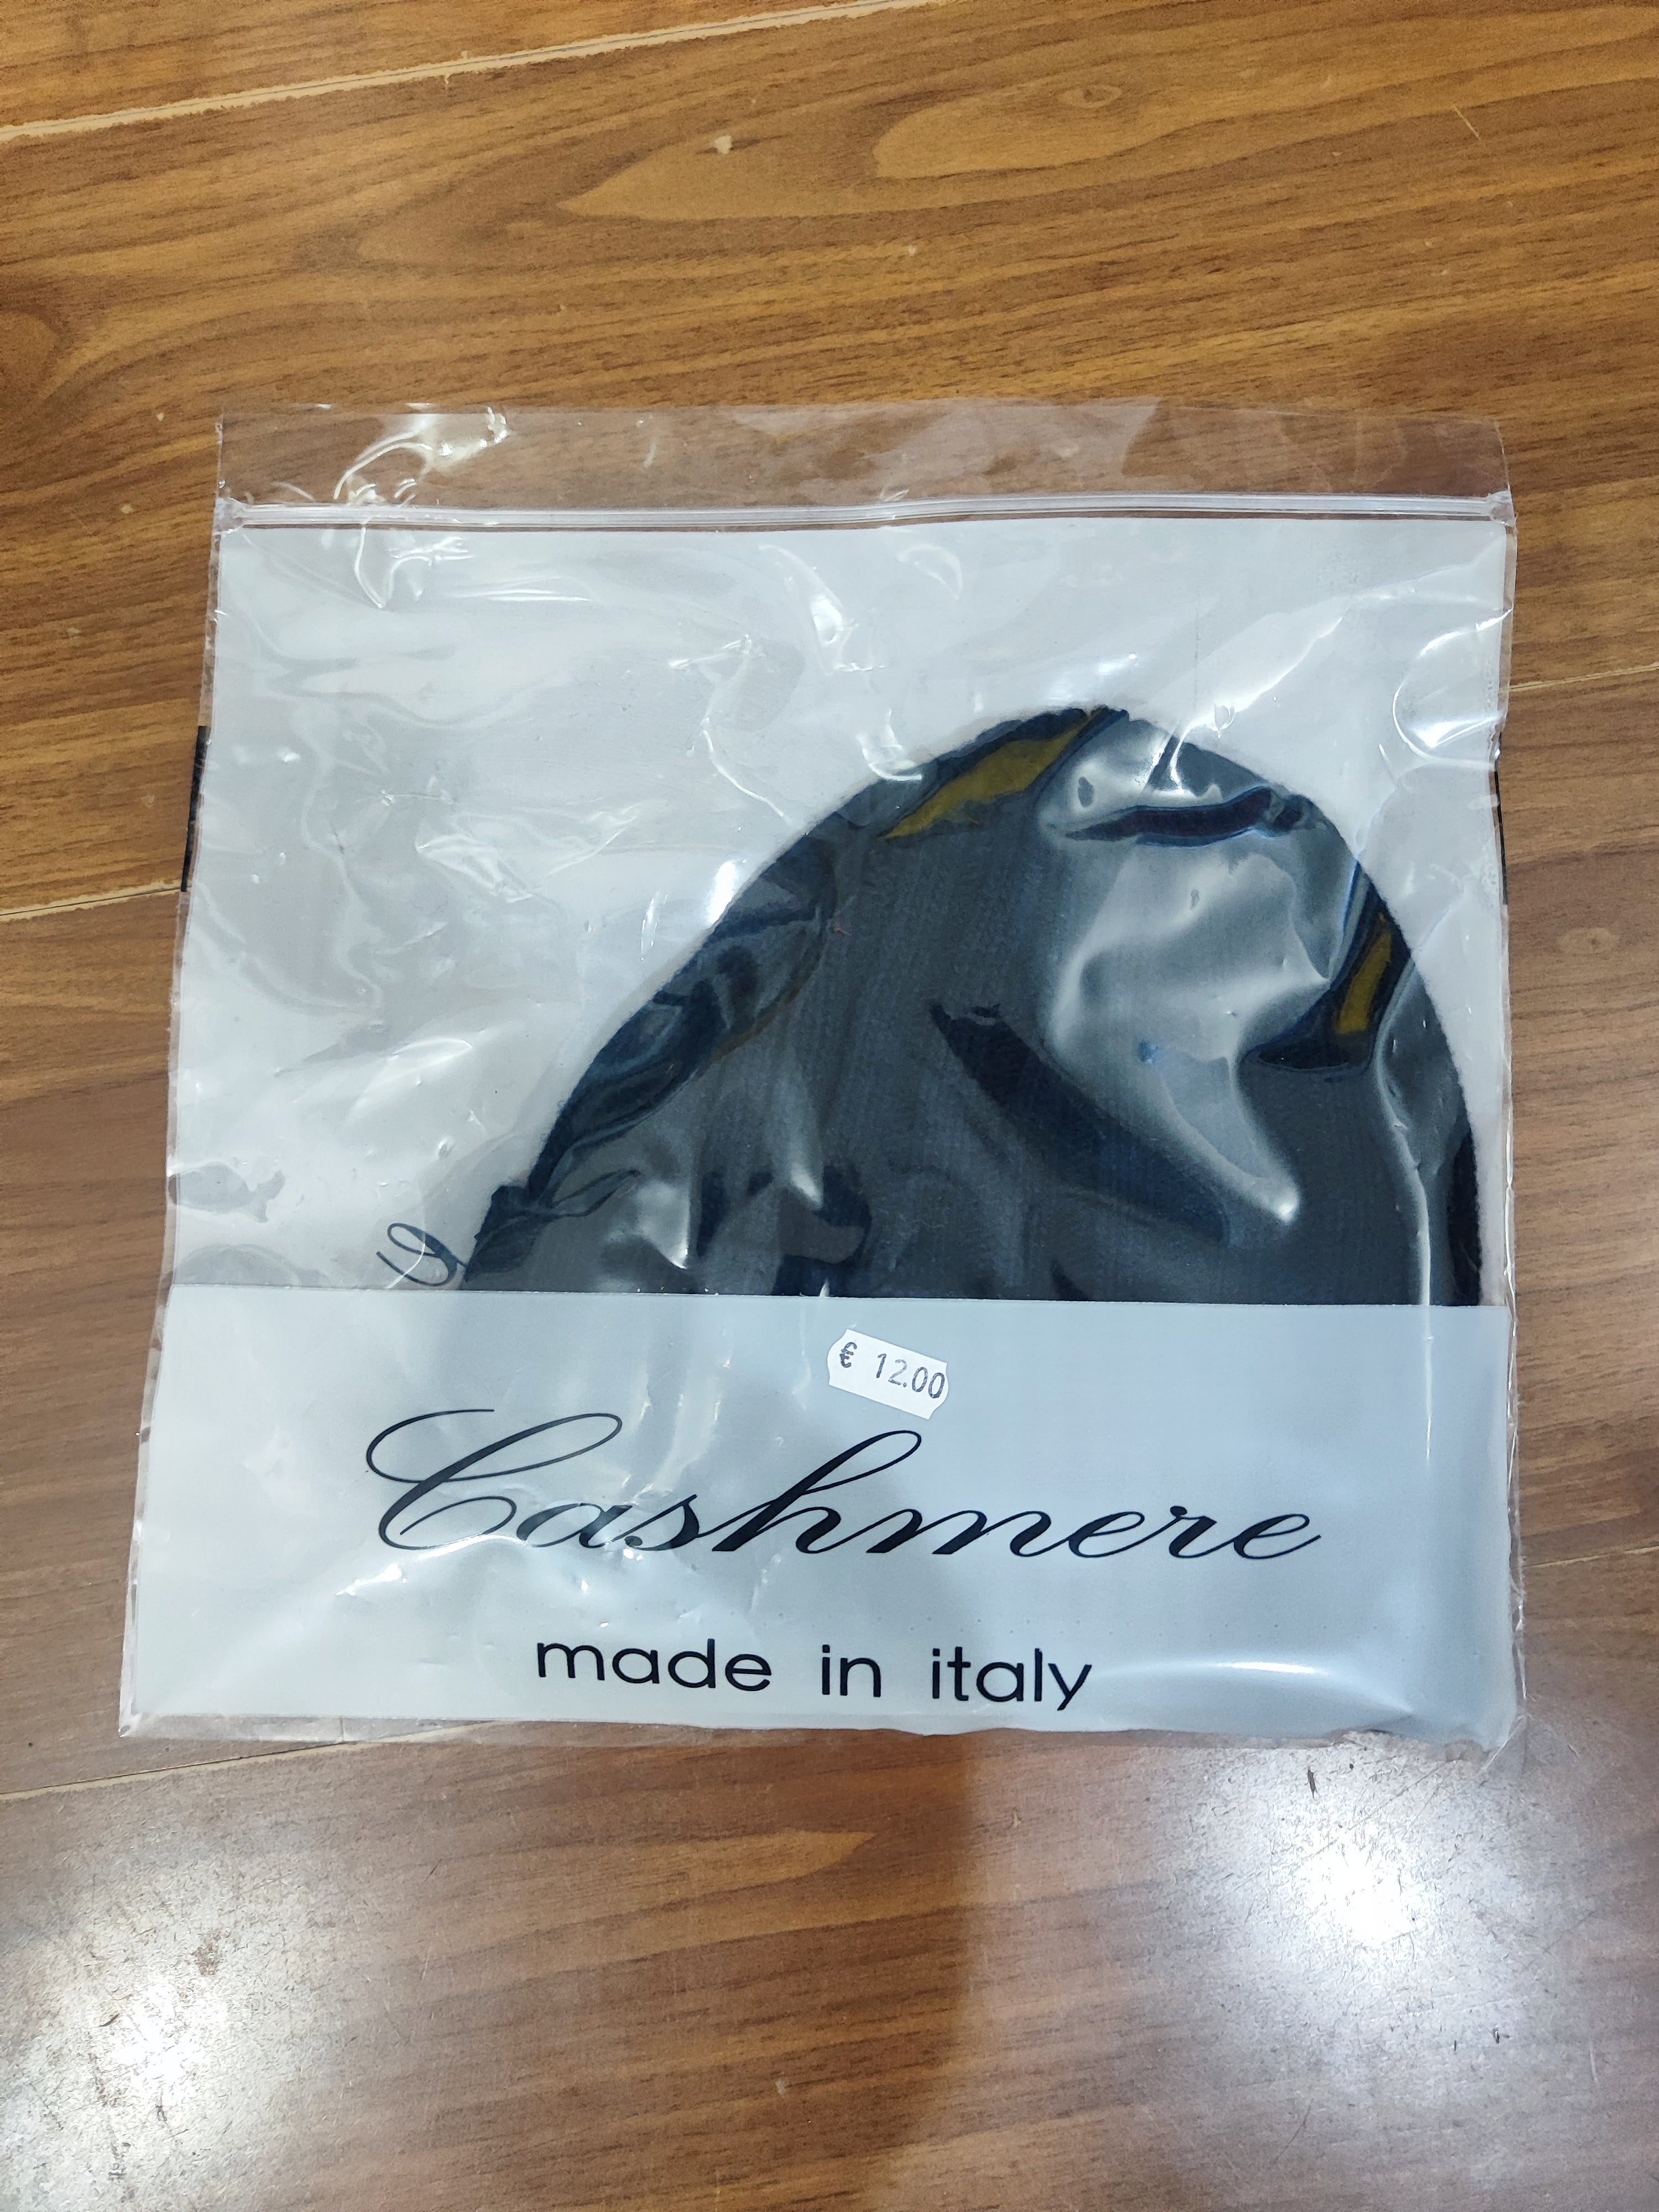 € 12.00
Cashmere
made in italy